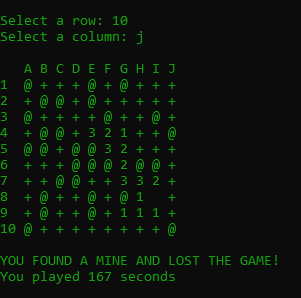 Select a row: 10
Select a column: j
A B C D E F G H I J
1 @ + + + @ + @ + + +
2 + @ @ + @ + + + + +
3 @ + + + + @ + + @ +
4 + @ @ + 3 2 1 + + @
5 @ @ + @ @ 3 2 + + +
6 + + + @ @ @ 2 @ @ +
7 + + @ @ + + 3 3 2 +
8 + @ + + @ + @ 1 +
9 + @ + + @ + 1 1 1 +
10 @ + + + + + + + + @
YOU FOUND A MINE AND LOST THE GAME!
You played 167 seconds